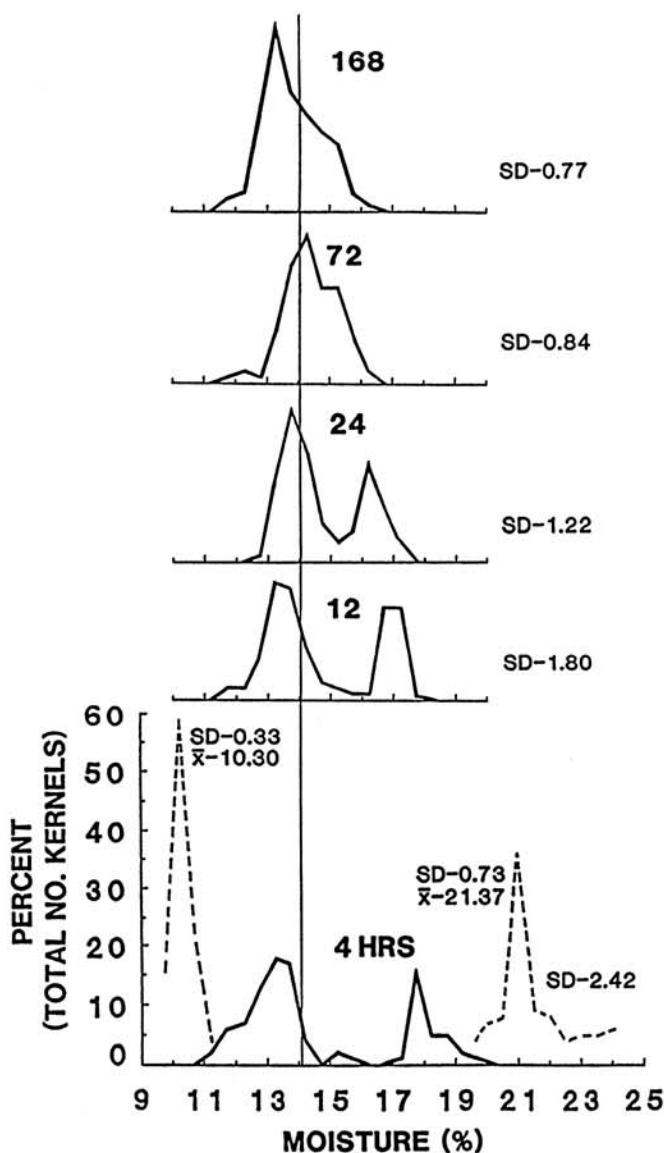 168
SD-0.77
72
SD-0.84
24
SD-1.22
12
SD-1.80
60
50
40
30
20
10
0
PERCENT
(TOTAL NO. KERNELS)
SD-0.33
x̄-10.30
SD-0.73
x̄-21.37
4 HRS
SD-2.42
9 11 13 15 17 19 21 23 25
MOISTURE (%)